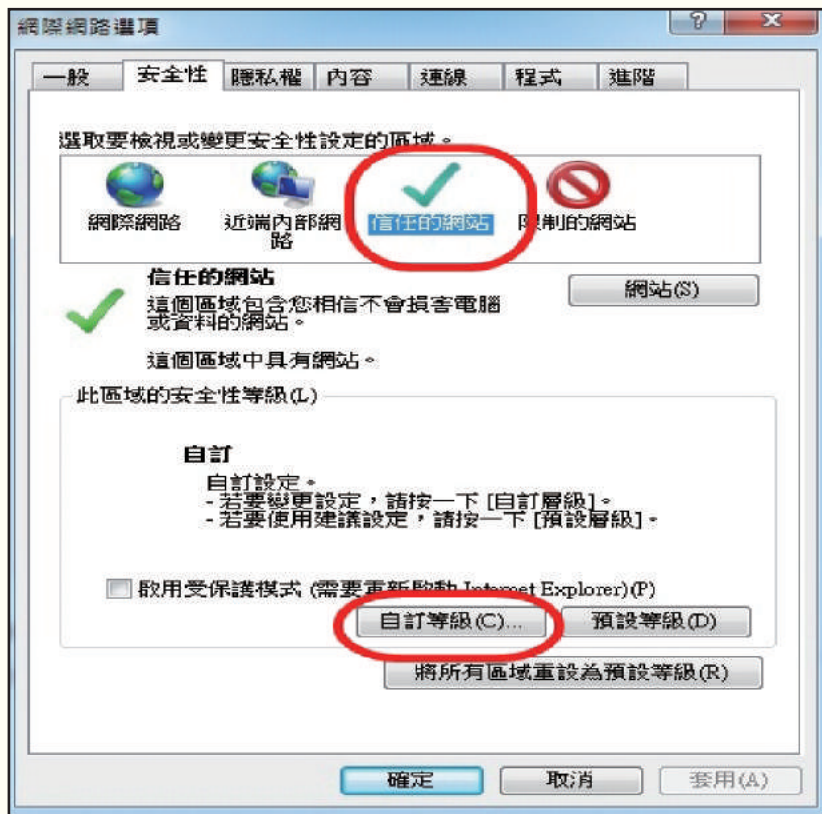 網際網路選項
一般 安全性 隱私權 內容 連線 程式 進階
選取要檢視或變更安全性設定的區域。
網際網路 近端內部網路 信任的網站 限制的網站
信任的網站
網站(S)
這個區域包含您相信不會損害電腦
或資料的網站。
這個區域中具有網站。
此區域的安全性等級(L)
自訂
自訂設定。
- 若要變更設定，請按一下 [自訂層級]。
- 若要使用建議設定，請按一下 [預設層級]。
啟用受保護模式 (需要重新啟動 Internet Explorer)(P)
自訂等級(C)... 預設等級(D)
將所有區域重設為預設等級(R)
確定 取消 套用(A)